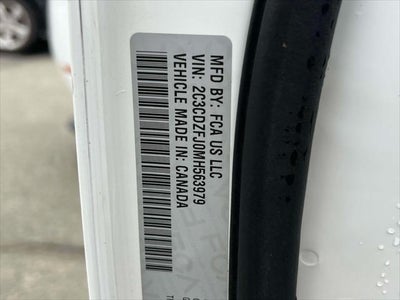 MFD BY: FCA US LLC
VIN: 2C3CDZFJ0MH563979
VEHICLE MADE IN: CANADA